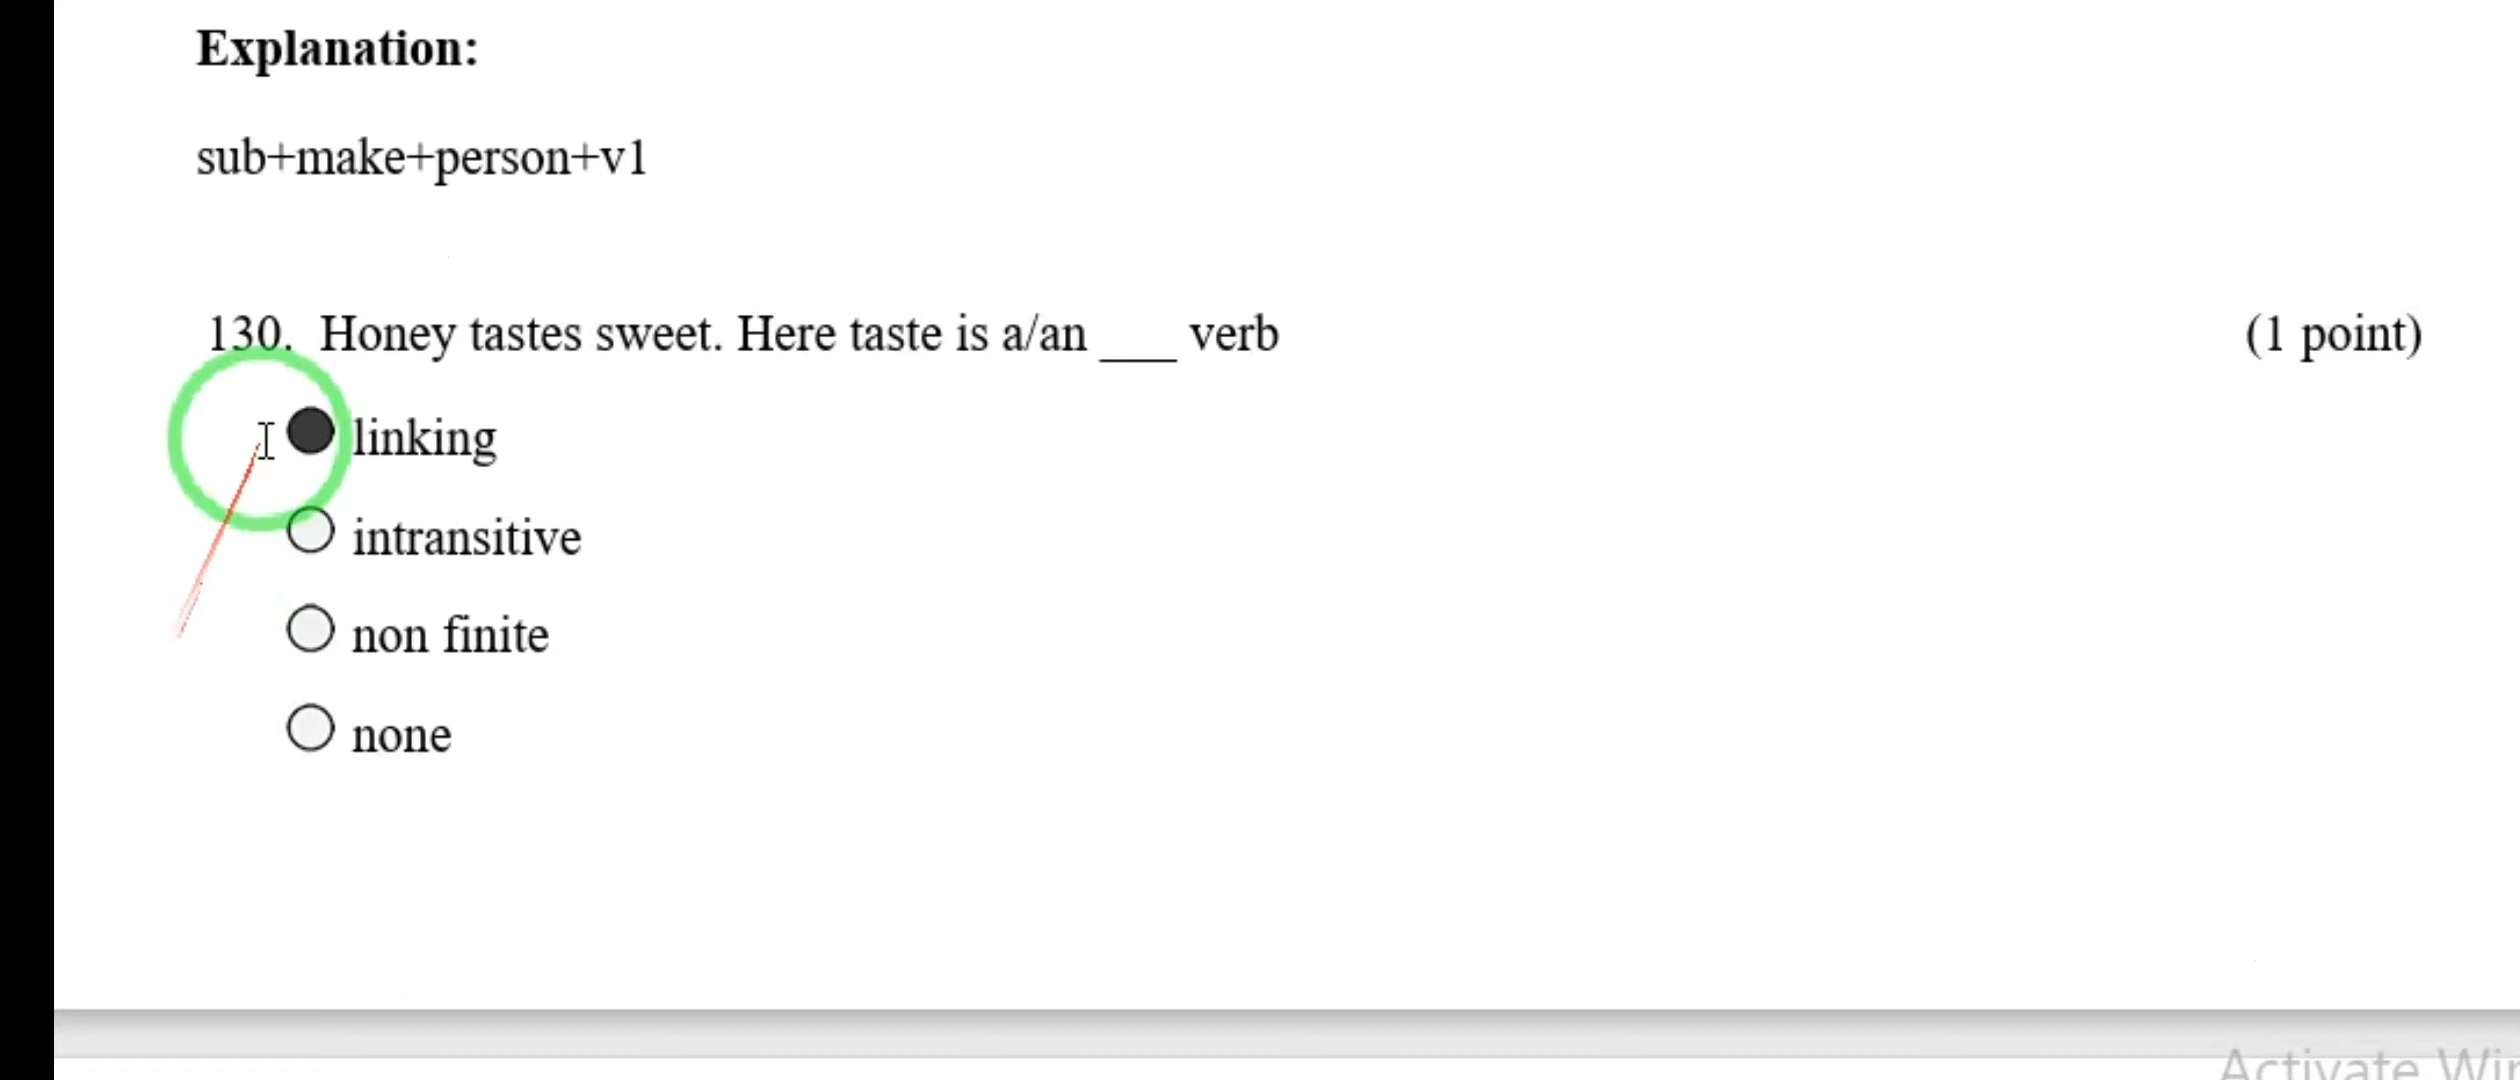 Explanation:
sub+make+person+v1
130. Honey tastes sweet. Here taste is a/an ___ verb (1 point)
linking
intransitive
non finite
none
Activate